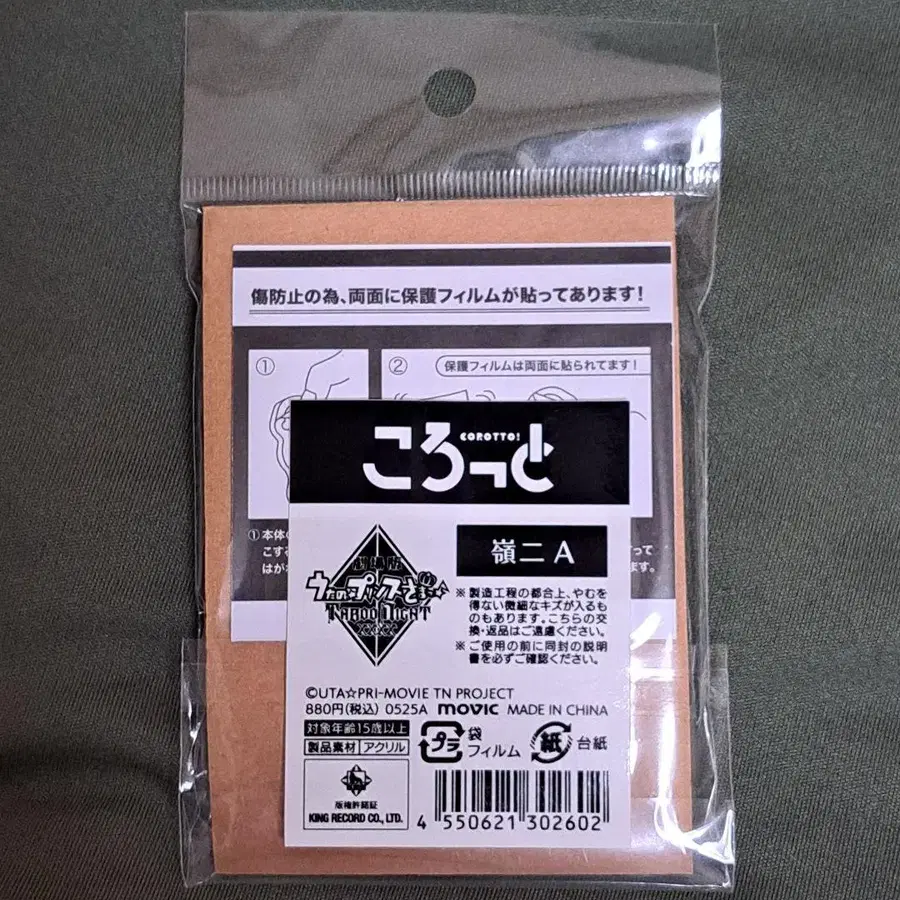 傷防止の為、両面に保護フィルムが貼ってあります!
①
②
保護フィルムは両面に貼られてます!
COROTTO!
ころっと
①本体の
こする
って
はが
い。
劇場版
うたの☆プリンスさまっ♪
TABOO NIGHT
XXXX
嶺二 A
※製造工程の都合上、やむを
得ない微細なキズが入るも
のもあります。こちらの交
換・返品はご遠慮ください。
※ご使用の前に同封の説明
書を必ずご確認ください。
©UTA☆PRI-MOVIE TN PROJECT
880円(税込) 0525A movic MADE IN CHINA
対象年齢15歳以上
製品素材 アクリル
プラ
袋
フィルム
紙
台紙
版権許諾証
KING RECORD CO., LTD.
4 550621 302602